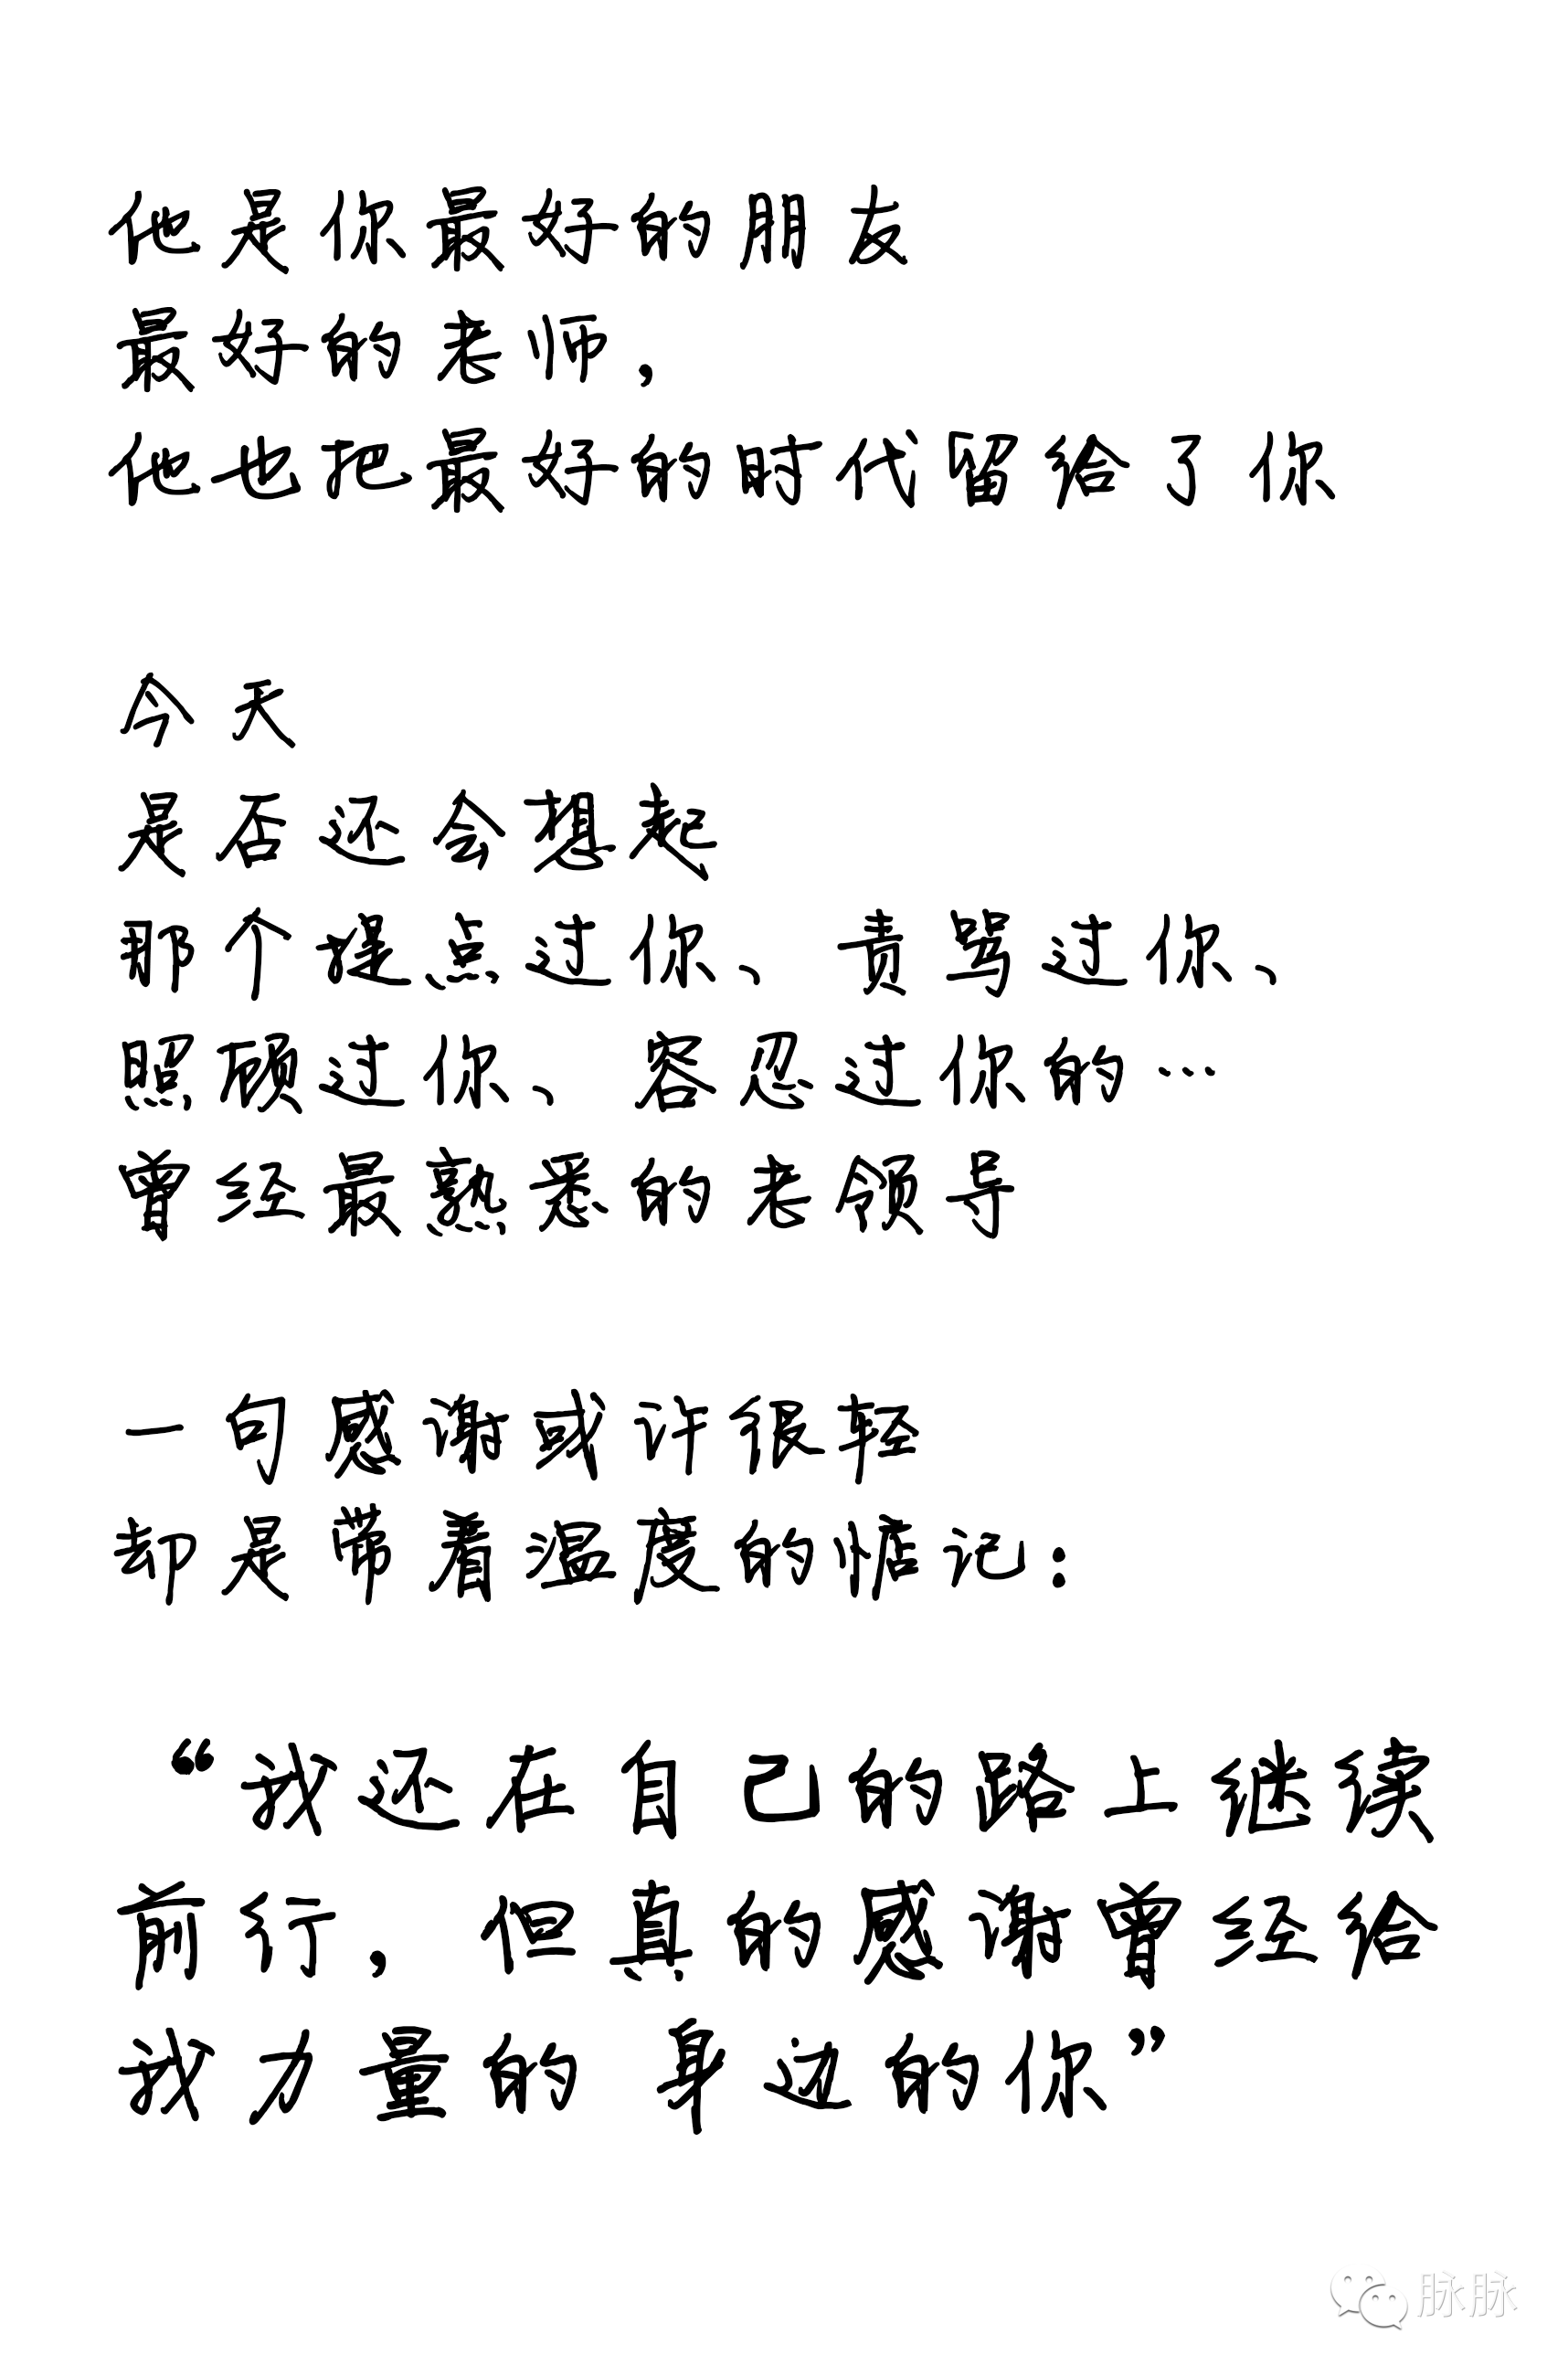 他是你最好的朋友
最好的老师,
他也把最好的时代留给了你
今天
是否还会想起
那个提点过你、责骂过你、
照顾过你、容忍过你的…
曾经最熟悉的老领导
一句感谢或许很轻
却是带着温度的惦记:
“我还在自己的路上继续
前行,但真的感谢曾经给
我力量的 身边的你”
脉脉